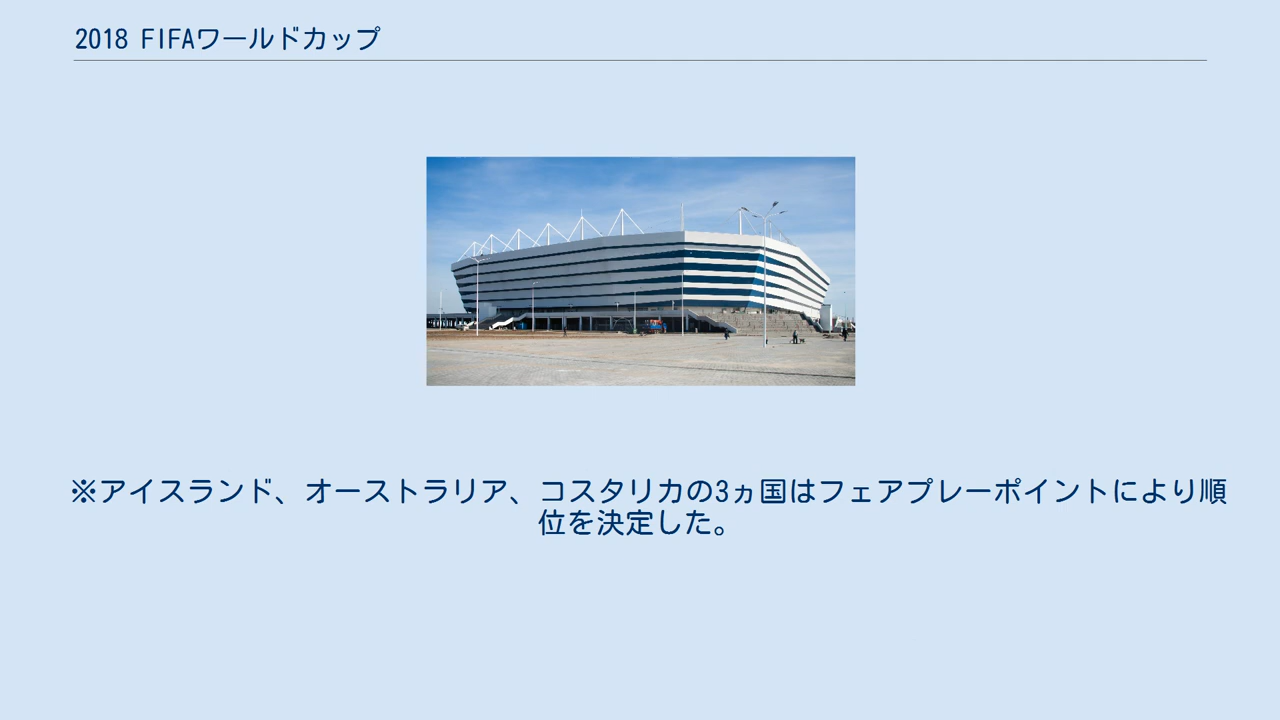 2018 FIFAワールドカップ
※アイスランド、オーストラリア、コスタリカの3ヵ国はフェアプレーポイントにより順
位を決定した。